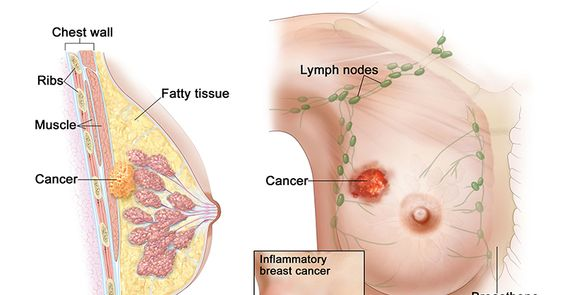 Chest wall
Ribs
Fatty tissue
Muscle
Cancer
Lymph nodes
Cancer
Inflammatory
breast cancer